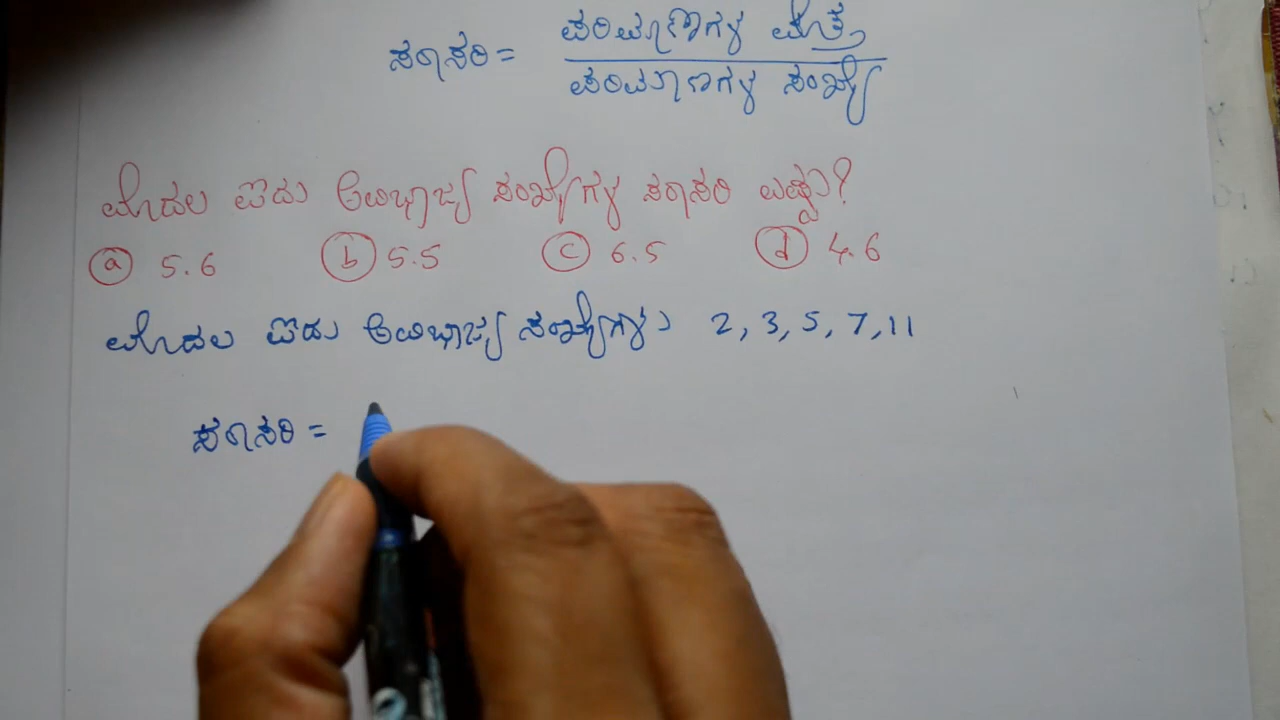 ಸರಾಸರಿ = ಪರಿಮಾಣಗಳ ಮೊತ್ತ
ಪರಿಮಾಣಗಳ ಸಂಖ್ಯೆ
ಮೊದಲ ಐದು ಅವಿಭಾಜ್ಯ ಸಂಖ್ಯೆಗಳ ಸರಾಸರಿ ಎಷ್ಟು?
a 5.6 b 5.5 c 6.5 d 4.6
ಮೊದಲ ಐದು ಅವಿಭಾಜ್ಯ ಸಂಖ್ಯೆಗಳು 2, 3, 5, 7, 11
ಸರಾಸರಿ =